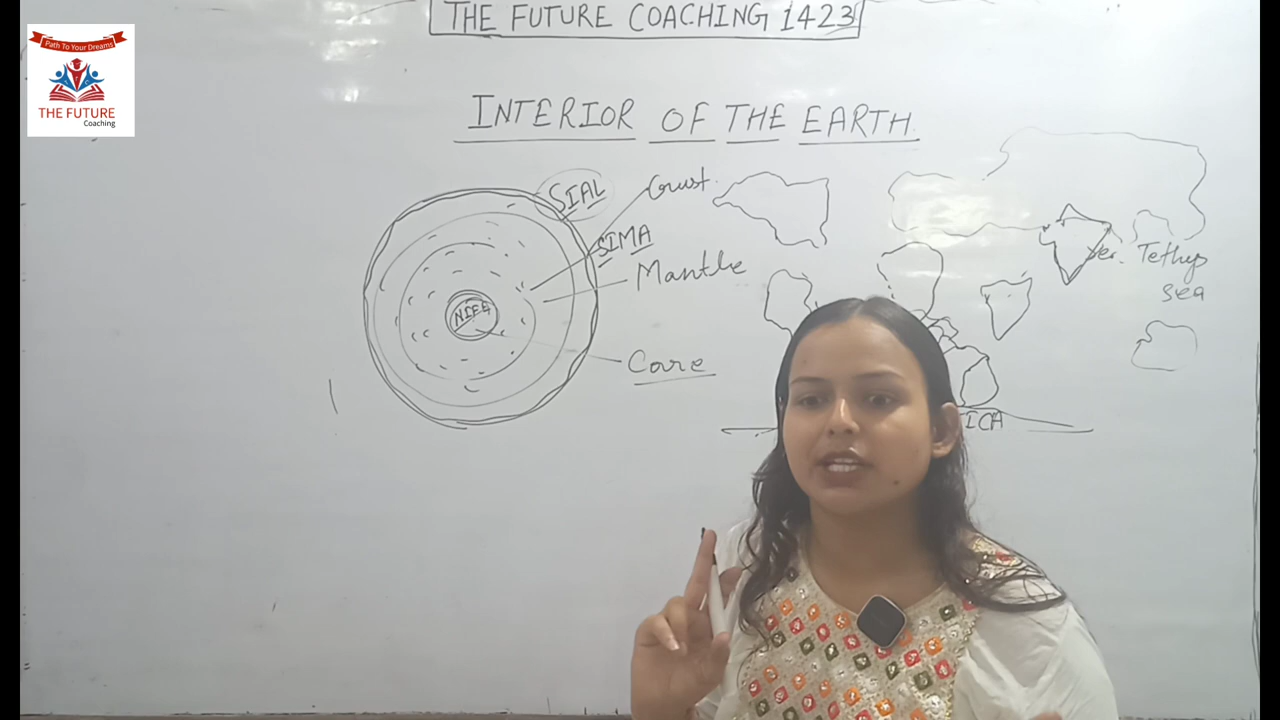 THE FUTURE COACHING 1423
Path To Your Dreams
THE FUTURE
Coaching
INTERIOR OF THE EARTH
SIAL
Crust
SIMA
Mantle
Tethys
sea
NIFE
Core
ICA